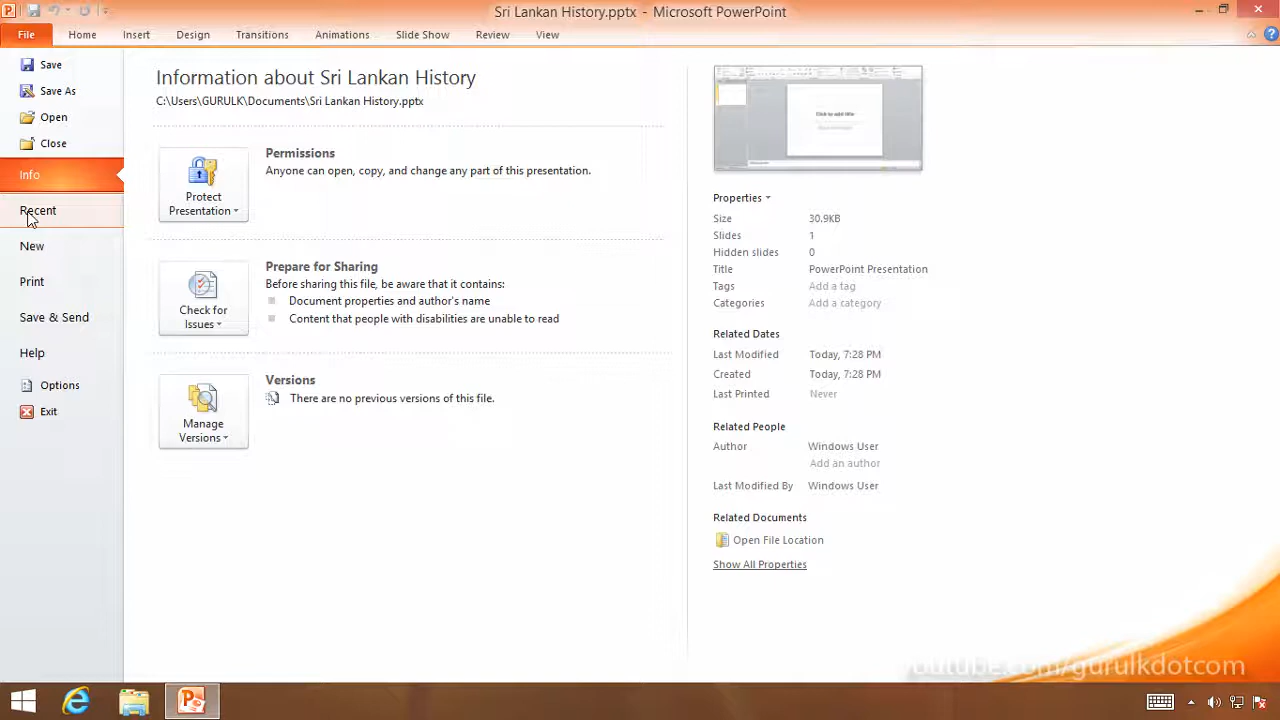 Sri Lankan History.pptx - Microsoft PowerPoint
File Home Insert Design Transitions Animations Slide Show Review View
Save
Save As
Open
Close
Info
Recent
New
Print
Save & Send
Help
Options
Exit
Information about Sri Lankan History
C:\Users\GURULK\Documents\Sri Lankan History.pptx
Protect
Presentation
Permissions
Anyone can open, copy, and change any part of this presentation.
Check for
Issues
Prepare for Sharing
Before sharing this file, be aware that it contains:
Document properties and author's name
Content that people with disabilities are unable to read
Manage
Versions
Versions
There are no previous versions of this file.
Click to add title
Properties
Size 30.9KB
Slides 1
Hidden slides 0
Title PowerPoint Presentation
Tags Add a tag
Categories Add a category
Related Dates
Last Modified Today, 7:28 PM
Created Today, 7:28 PM
Last Printed Never
Related People
Author Windows User
Add an author
Last Modified By Windows User
Related Documents
Open File Location
Show All Properties
youtube.com/gurulkdotcom